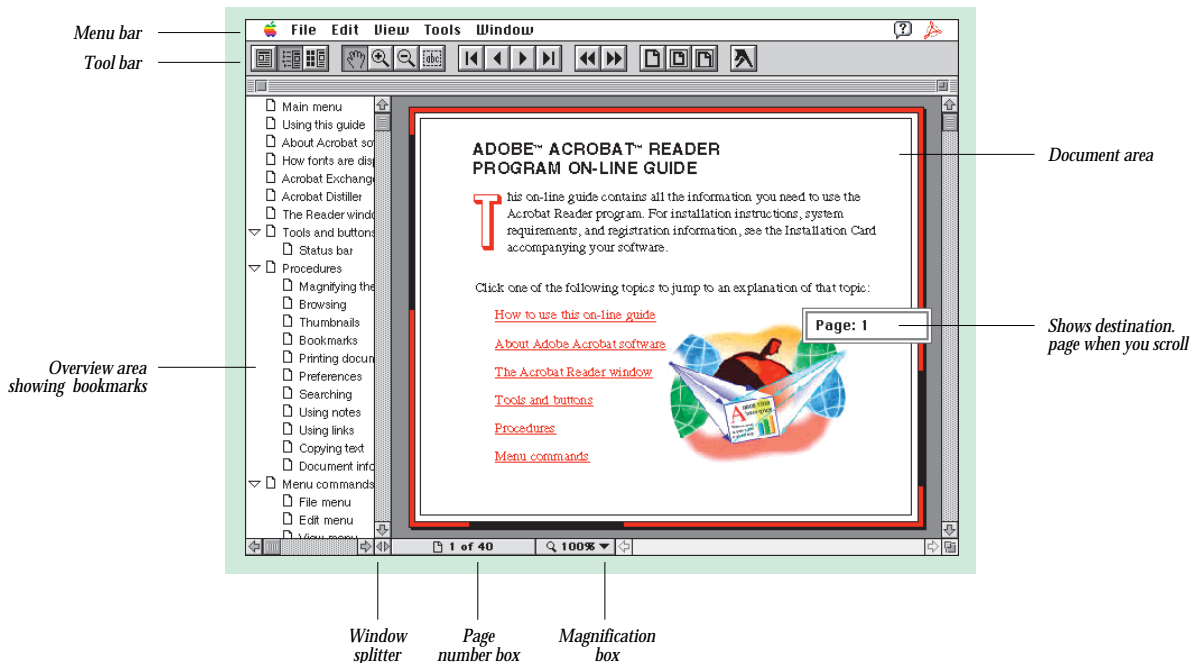 Menu bar
Tool bar
Overview area
showing bookmarks
File Edit View Tools Window
abc
Main menu
Using this guide
About Acrobat so
How fonts are disp
Acrobat Exchange
Acrobat Distiller
The Reader windo
Tools and buttons
Status bar
Procedures
Magnifying the
Browsing
Thumbnails
Bookmarks
Printing docun
Preferences
Searching
Using notes
Using links
Copying text
Document info
Menu commands
File menu
Edit menu
View menu
ADOBE™ ACROBAT™ READER
PROGRAM ON-LINE GUIDE
This on-line guide contains all the information you need to use the
Acrobat Reader program. For installation instructions, system
requirements, and registration information, see the Installation Card
accompanying your software.
Click one of the following topics to jump to an explanation of that topic:
How to use this on-line guide
About Adobe Acrobat software
The Acrobat Reader window
Tools and buttons
Procedures
Menu commands
Page: 1
1 of 40
100%
Document area
Shows destination.
page when you scroll
Window
splitter
Page
number box
Magnification
box